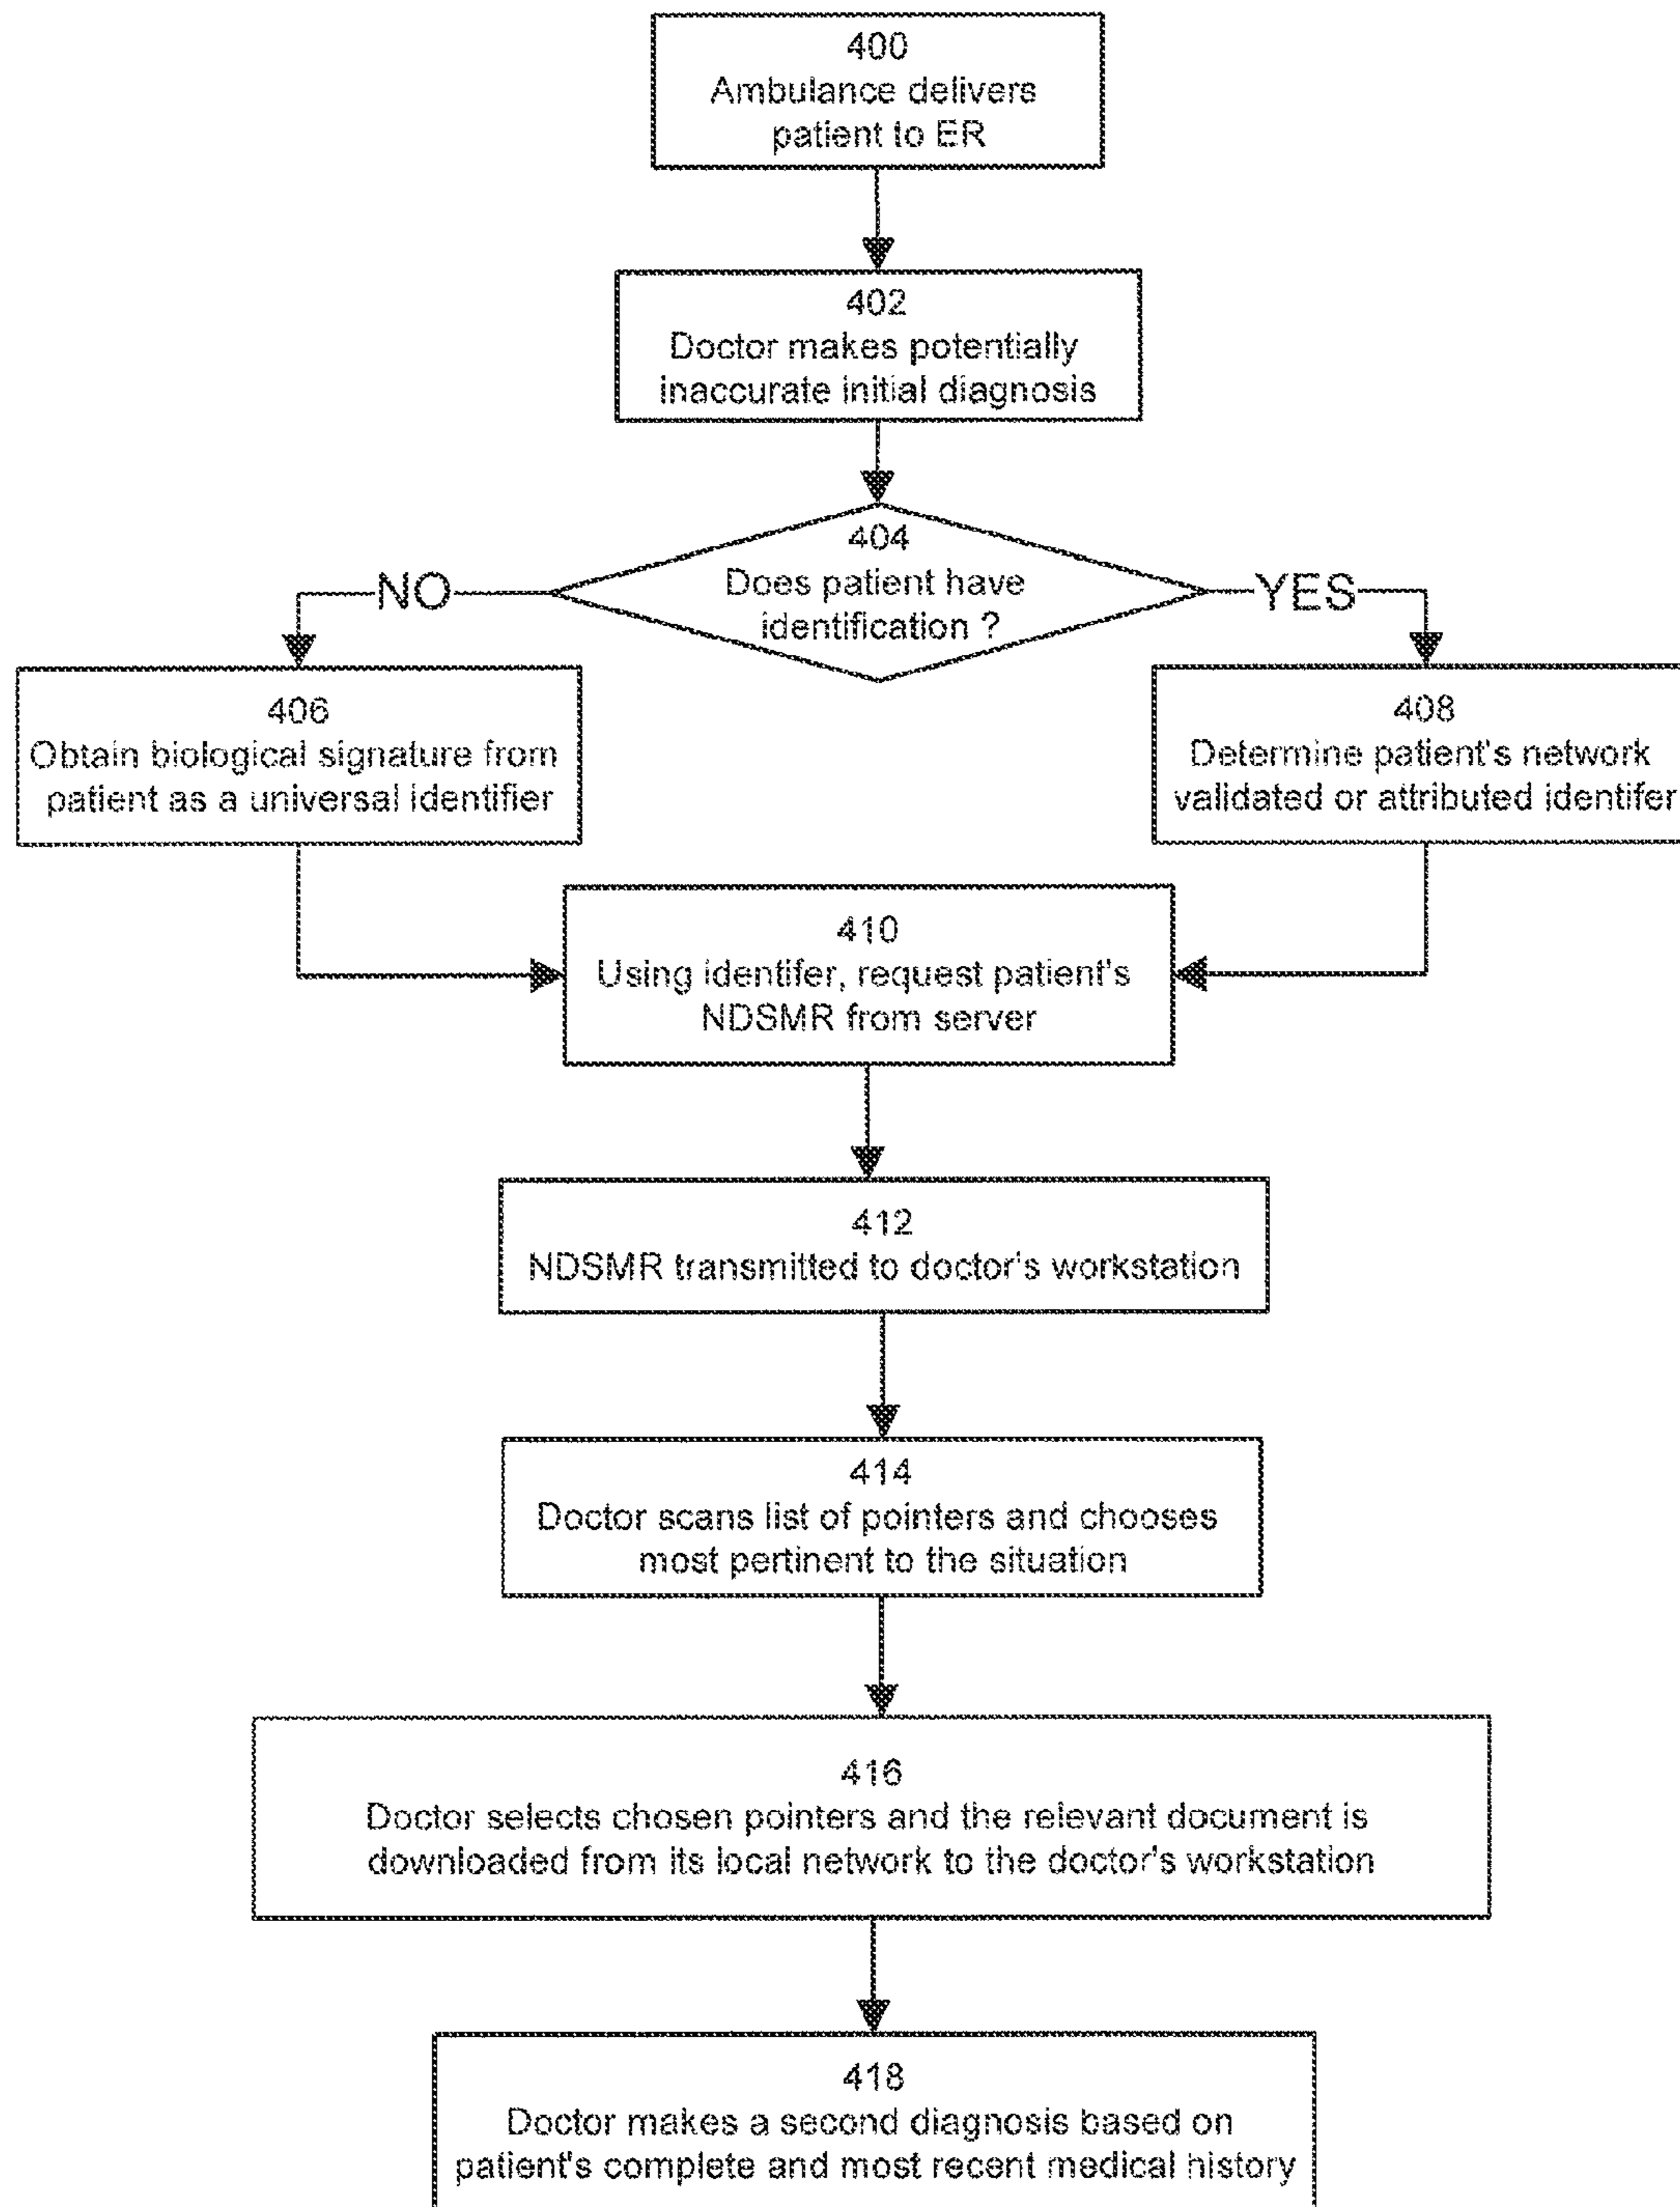 400
Ambulance delivers
patient to ER
402
Doctor makes potentially
inaccurate initial diagnosis
404
Does patient have
identification ?
NO
YES
406
Obtain biological signature from
patient as a universal identifier
408
Determine patient's network
validated or attributed identifer
410
Using identifer, request patient's
NDSMR from server
412
NDSMR transmitted to doctor's workstation
414
Doctor scans list of pointers and chooses
most pertinent to the situation
416
Doctor selects chosen pointers and the relevant document is
downloaded from its local network to the doctor's workstation
418
Doctor makes a second diagnosis based on
patient's complete and most recent medical history